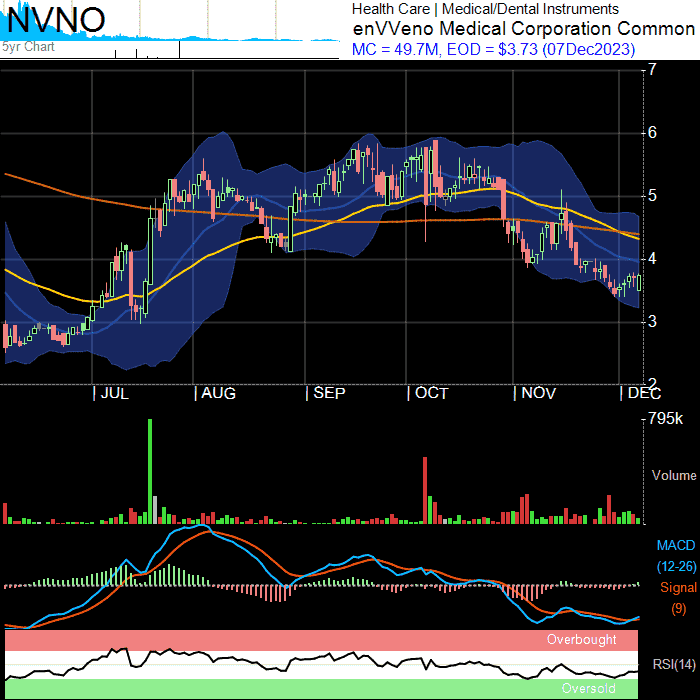 NVNO
5yr Chart
Health Care | Medical/Dental Instruments
enVVeno Medical Corporation Common
MC = 49.7M, EOD = $3.73 (07Dec2023)
7
6
5
4
3
2
| JUL | AUG | SEP | OCT | NOV | DEC
795k
Volume
MACD
(12-26)
Signal
(9)
Overbought
RSI(14)
Oversold